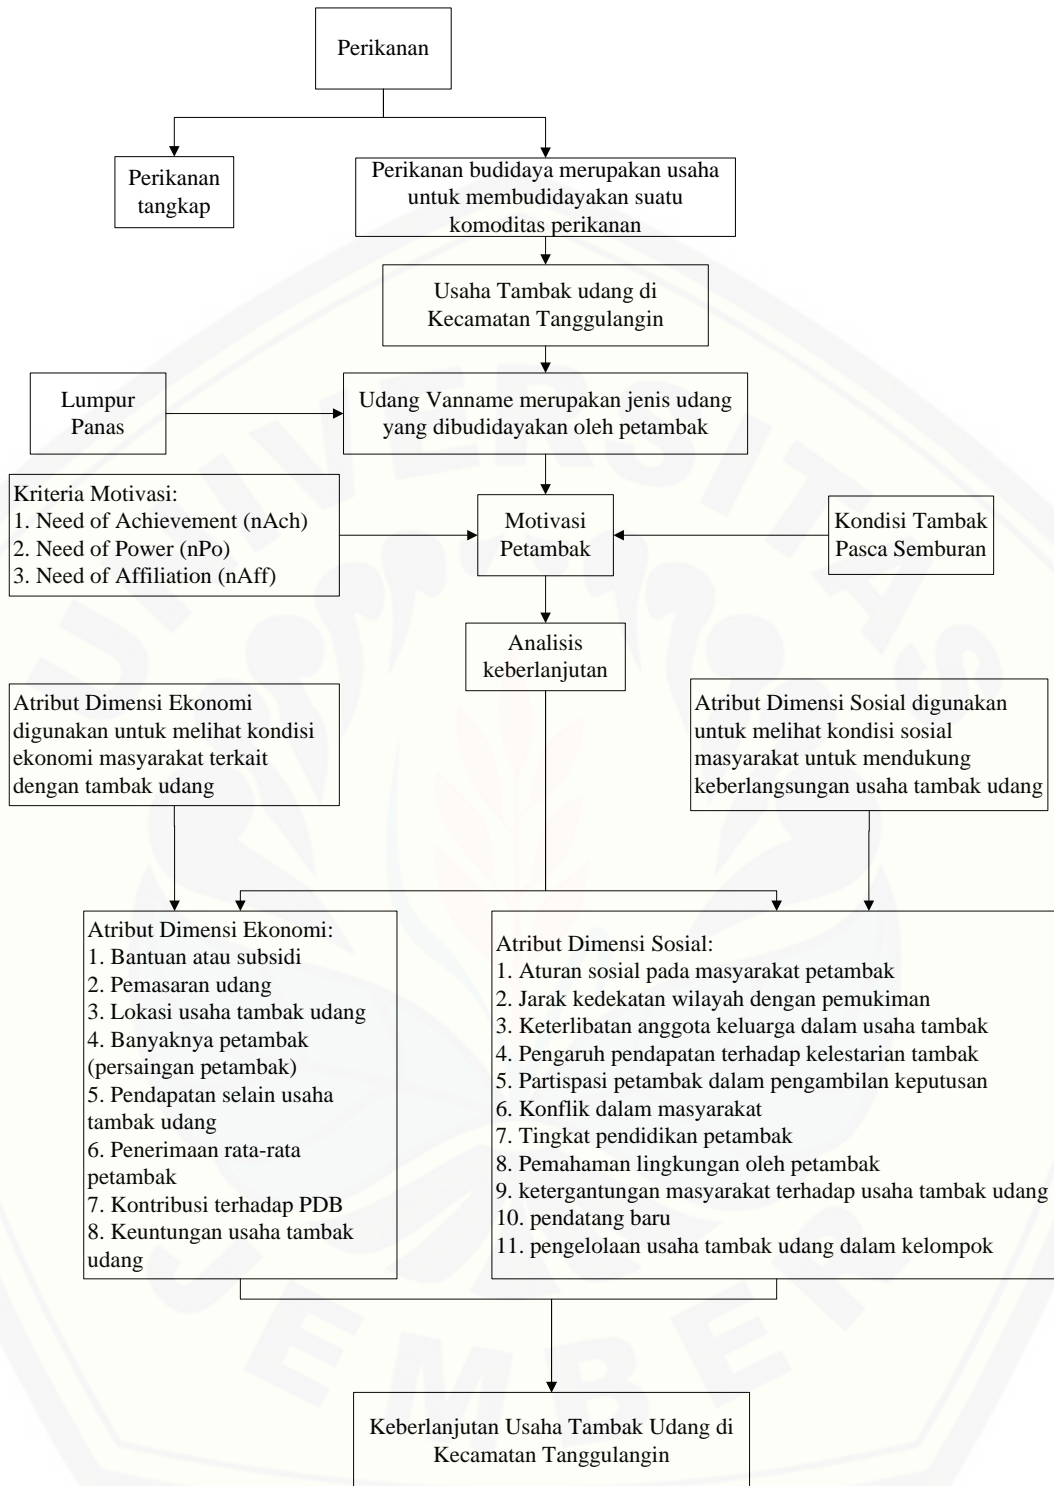 Perikanan
Perikanan
tangkap
Perikanan budidaya merupakan usaha
untuk membudidayakan suatu
komoditas perikanan
Usaha Tambak udang di
Kecamatan Tanggulangin
Lumpur
Panas
Udang Vanname merupakan jenis udang
yang dibudidayakan oleh petambak
Kriteria Motivasi:
1. Need of Achievement (nAch)
2. Need of Power (nPo)
3. Need of Affiliation (nAff)
Motivasi
Petambak
Kondisi Tambak
Pasca Semburan
Analisis
keberlanjutan
Atribut Dimensi Ekonomi
digunakan untuk melihat kondisi
ekonomi masyarakat terkait
dengan tambak udang
Atribut Dimensi Sosial digunakan
untuk melihat kondisi sosial
masyarakat untuk mendukung
keberlangsungan usaha tambak udang
Atribut Dimensi Ekonomi:
1. Bantuan atau subsidi
2. Pemasaran udang
3. Lokasi usaha tambak udang
4. Banyaknya petambak
(persaingan petambak)
5. Pendapatan selain usaha
tambak udang
6. Penerimaan rata-rata
petambak
7. Kontribusi terhadap PDB
8. Keuntungan usaha tambak
udang
Atribut Dimensi Sosial:
1. Aturan sosial pada masyarakat petambak
2. Jarak kedekatan wilayah dengan pemukiman
3. Keterlibatan anggota keluarga dalam usaha tambak
4. Pengaruh pendapatan terhadap kelestarian tambak
5. Partispasi petambak dalam pengambilan keputusan
6. Konflik dalam masyarakat
7. Tingkat pendidikan petambak
8. Pemahaman lingkungan oleh petambak
9. ketergantungan masyarakat terhadap usaha tambak udang
10. pendatang baru
11. pengelolaan usaha tambak udang dalam kelompok
Keberlanjutan Usaha Tambak Udang di
Kecamatan Tanggulangin
UNIVERSITAS
JEMBER